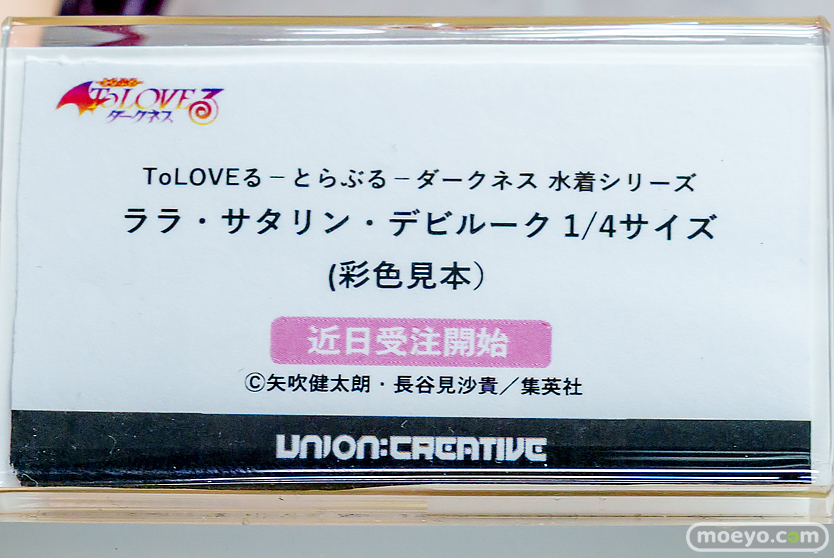 とらぶる
ToLOVEる
ダークネス
ToLOVEる－とらぶる－ダークネス 水着シリーズ
ララ・サタリン・デビルーク 1/4サイズ
(彩色見本）
近日受注開始
©矢吹健太朗・長谷見沙貴／集英社
UNION:CREATIVE
moeyo.com